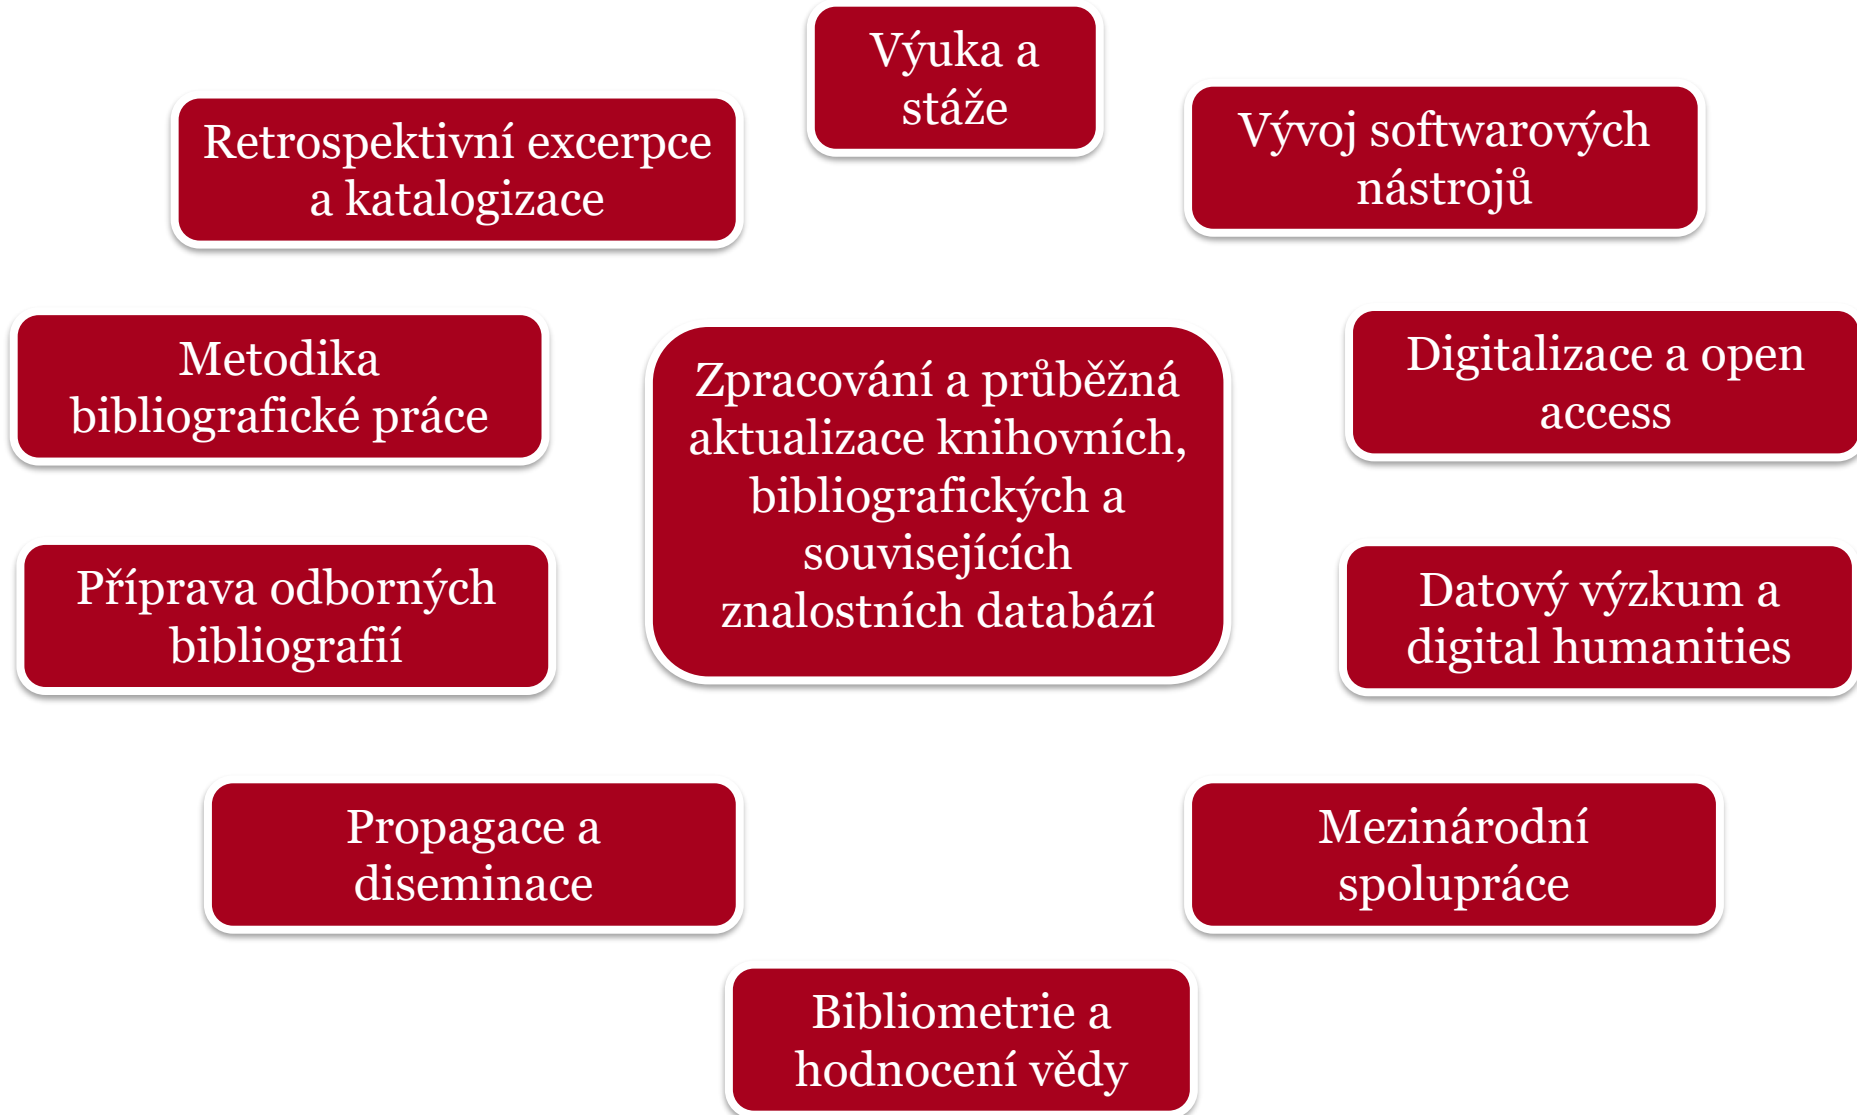 Výuka a
stáže
Retrospektivní excerpce
a katalogizace
Vývoj softwarových
nástrojů
Metodika
bibliografické práce
Zpracování a průběžná
aktualizace knihovních,
bibliografických a
souvisejících
znalostních databází
Digitalizace a open
access
Příprava odborných
bibliografií
Datový výzkum a
digital humanities
Propagace a
diseminace
Mezinárodní
spolupráce
Bibliometrie a
hodnocení vědy